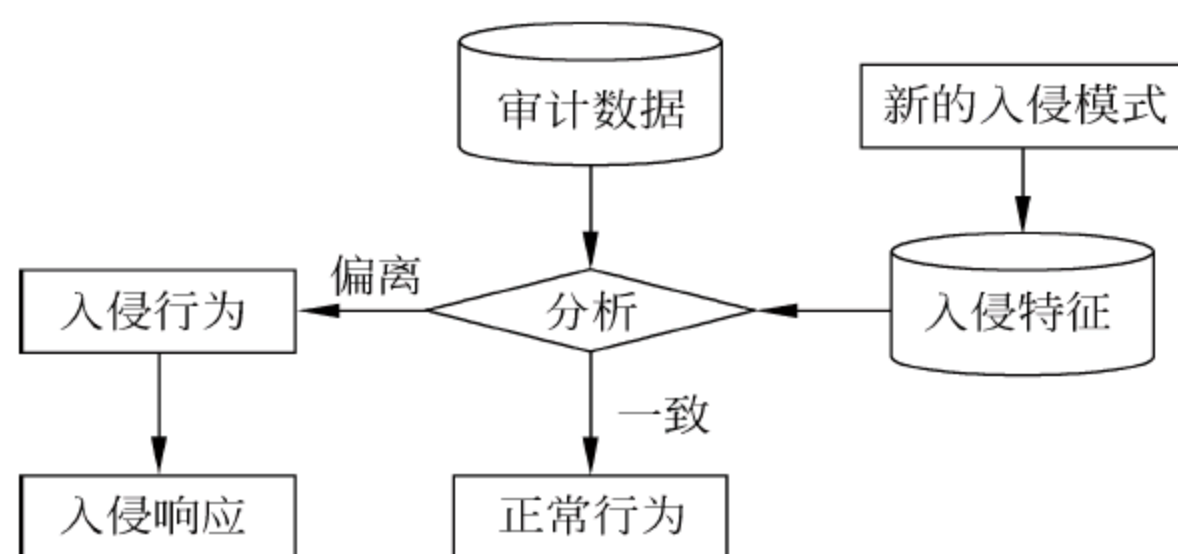 审计数据
新的入侵模式
偏离
入侵行为
分析
入侵特征
一致
入侵响应
正常行为